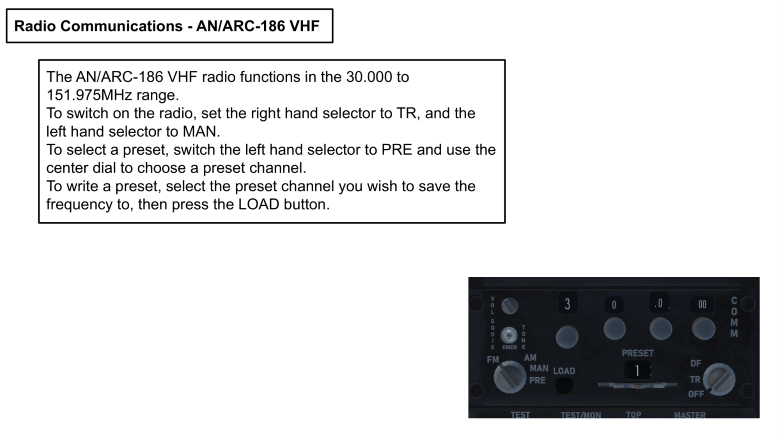 Radio Communications - AN/ARC-186 VHF
The AN/ARC-186 VHF radio functions in the 30.000 to
151.975MHz range.
To switch on the radio, set the right hand selector to TR, and the
left hand selector to MAN.
To select a preset, switch the left hand selector to PRE and use the
center dial to choose a preset channel.
To write a preset, select the preset channel you wish to save the
frequency to, then press the LOAD button.
VOL
3
0
.0
00
COMM
SQDIS
TONE
EMER
FM
AM
MAN
PRE
LOAD
PRESET
1
DF
TR
OFF
TEST
TEST/MON
TOP
MASTER